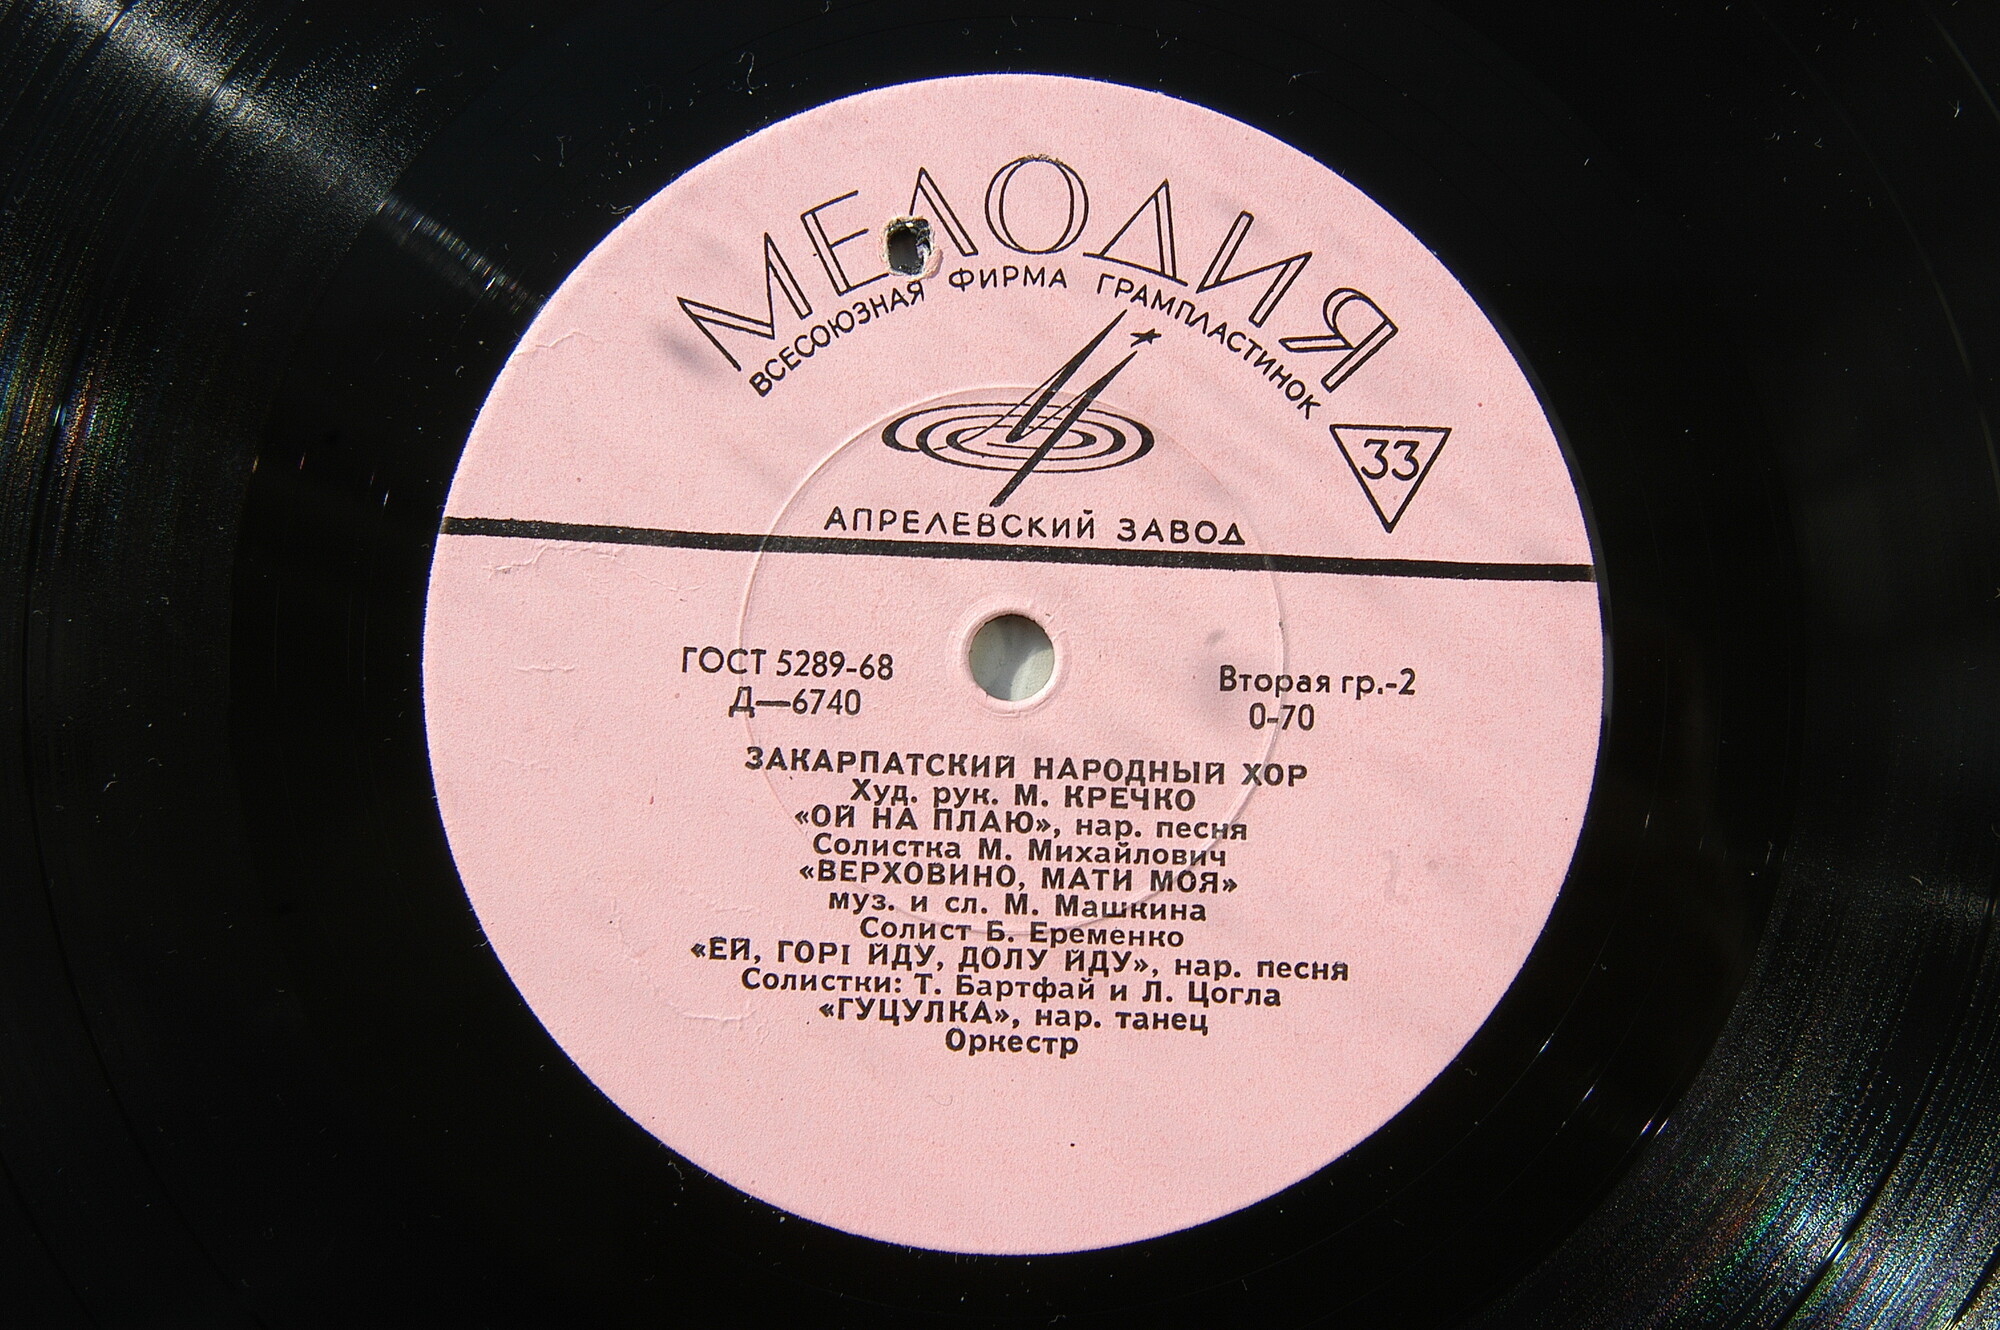 МЕЛОДИЯ
ВСЕСОЮЗНАЯ ФИРМА ГРАМПЛАСТИНОК
33
АПРЕЛЕВСКИЙ ЗАВОД
ГОСТ 5289-68
Д—6740
Вторая гр.-2
0-70
ЗАКАРПАТСКИЙ НАРОДНЫЙ ХОР
Худ. рук. М. КРЕЧКО
«ОЙ НА ПЛАЮ», нар. песня
Солистка М. Михайлович
«ВЕРХОВИНО, МАТИ МОЯ»
муз. и сл. М. Машкина
Солист Б. Еременко
«ЕЙ, ГОРІ ЙДУ, ДОЛУ ЙДУ», нар. песня
Солистки: Т. Бартфай и Л. Цогла
«ГУЦУЛКА», нар. танец
Оркестр